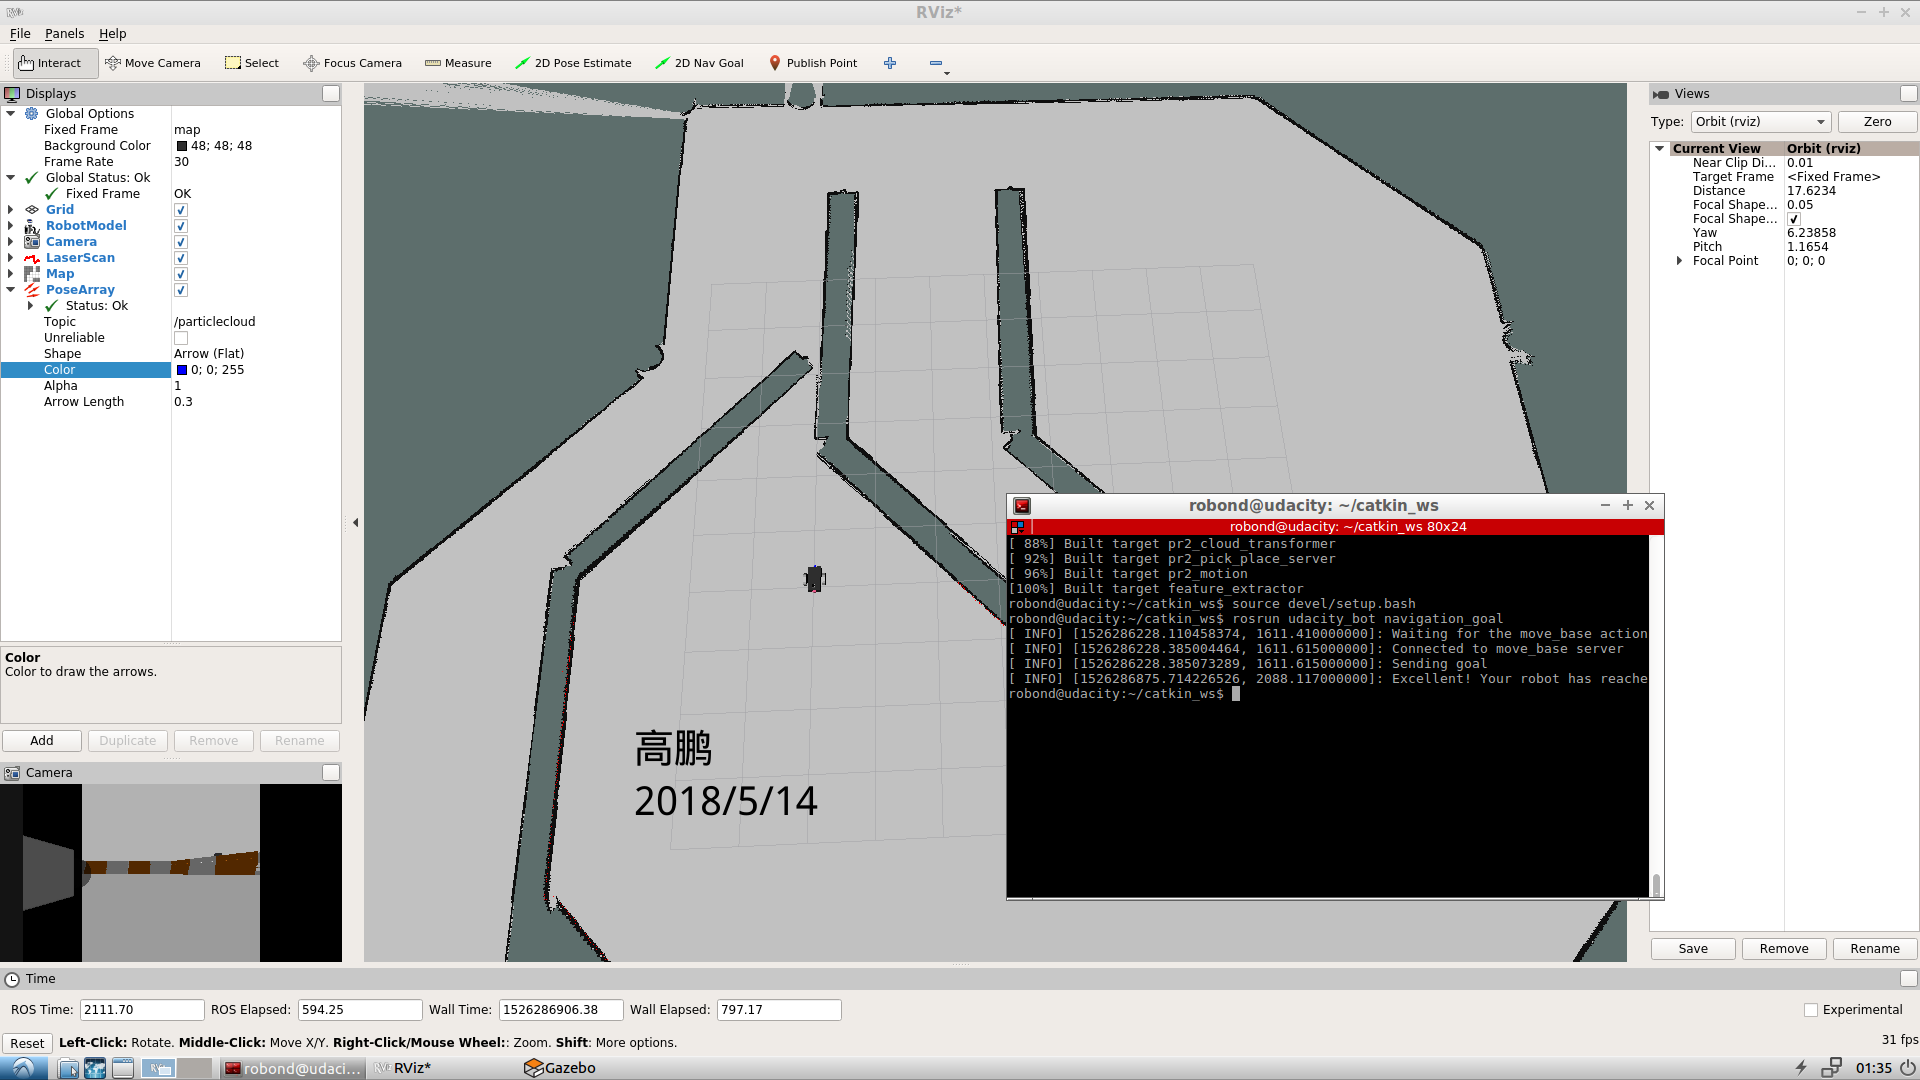 RViz*
File Panels Help
Interact Move Camera Select Focus Camera Measure 2D Pose Estimate 2D Nav Goal Publish Point
Displays
Global Options
Fixed Frame map
Background Color 48; 48; 48
Frame Rate 30
Global Status: Ok
Fixed Frame OK
Grid
RobotModel
Camera
LaserScan
Map
PoseArray
Status: Ok
Topic /particlecloud
Unreliable
Shape Arrow (Flat)
Color 0; 0; 255
Alpha 1
Arrow Length 0.3
Color
Color to draw the arrows.
Add Duplicate Remove Rename
Camera
高鹏
2018/5/14
robond@udacity: ~/catkin_ws
robond@udacity: ~/catkin_ws 80x24
[ 88%] Built target pr2_cloud_transformer
[ 92%] Built target pr2_pick_place_server
[ 96%] Built target pr2_motion
[100%] Built target feature_extractor
robond@udacity:~/catkin_ws$ source devel/setup.bash
robond@udacity:~/catkin_ws$ rosrun udacity_bot navigation_goal
[ INFO] [1526286228.110458374, 1611.410000000]: Waiting for the move_base action
[ INFO] [1526286228.385004464, 1611.615000000]: Connected to move_base server
[ INFO] [1526286228.385073289, 1611.615000000]: Sending goal
[ INFO] [1526286875.714226526, 2088.117000000]: Excellent! Your robot has reache
robond@udacity:~/catkin_ws$
Views
Type: Orbit (rviz) Zero
Current View Orbit (rviz)
Near Clip Di... 0.01
Target Frame <Fixed Frame>
Distance 17.6234
Focal Shape... 0.05
Focal Shape...
Yaw 6.23858
Pitch 1.1654
Focal Point 0; 0; 0
Save Remove Rename
Time
ROS Time: 2111.70 ROS Elapsed: 594.25 Wall Time: 1526286906.38 Wall Elapsed: 797.17 Experimental
Reset Left-Click: Rotate. Middle-Click: Move X/Y. Right-Click/Mouse Wheel:: Zoom. Shift: More options. 31 fps
robond@udaci... RViz* Gazebo 01:35